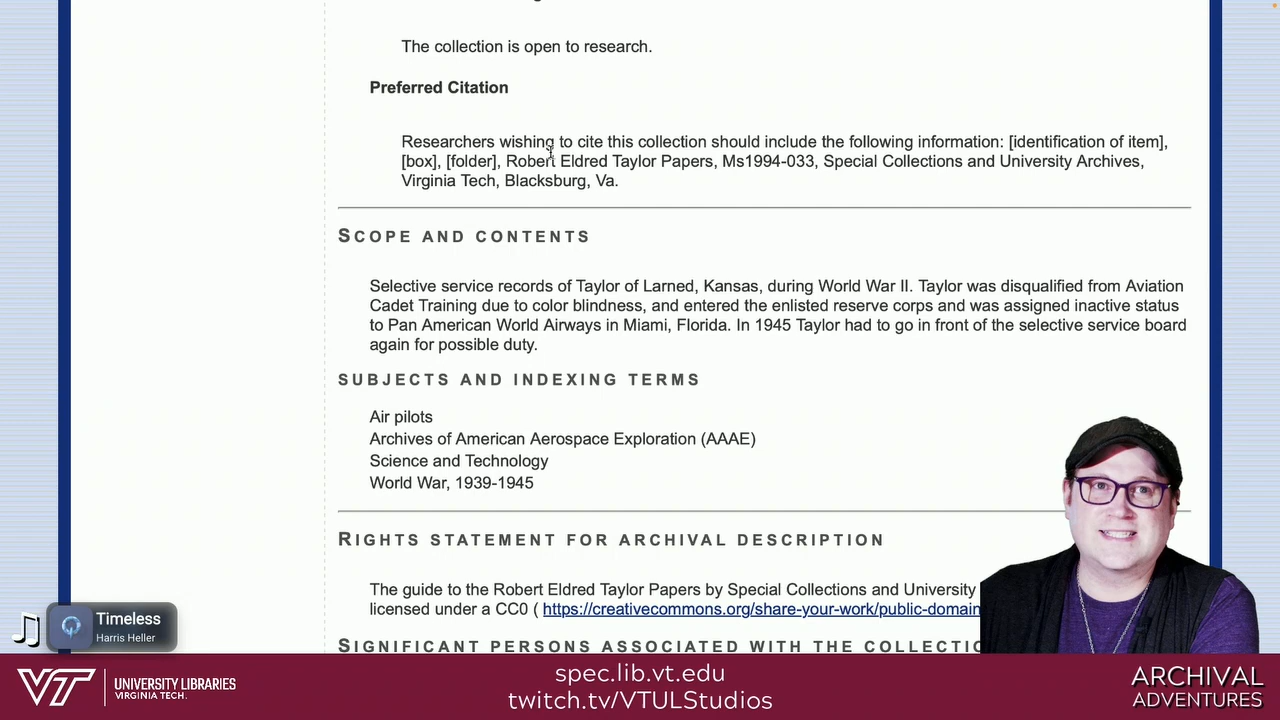 The collection is open to research.
Preferred Citation
Researchers wishing to cite this collection should include the following information: [identification of item],
[box], [folder], Robert Eldred Taylor Papers, Ms1994-033, Special Collections and University Archives,
Virginia Tech, Blacksburg, Va.
SCOPE AND CONTENTS
Selective service records of Taylor of Larned, Kansas, during World War II. Taylor was disqualified from Aviation
Cadet Training due to color blindness, and entered the enlisted reserve corps and was assigned inactive status
to Pan American World Airways in Miami, Florida. In 1945 Taylor had to go in front of the selective service board
again for possible duty.
SUBJECTS AND INDEXING TERMS
Air pilots
Archives of American Aerospace Exploration (AAAE)
Science and Technology
World War, 1939-1945
RIGHTS STATEMENT FOR ARCHIVAL DESCRIPTION
The guide to the Robert Eldred Taylor Papers by Special Collections and University
licensed under a CC0 ( https://creativecommons.org/share-your-work/public-domain
SIGNIFICANT PERSONS ASSOCIATED WITH THE COLLECTIO
Timeless
Harris Heller
VT UNIVERSITY LIBRARIES
VIRGINIA TECH.
spec.lib.vt.edu
twitch.tv/VTULStudios
ARCHIVAL
ADVENTURES